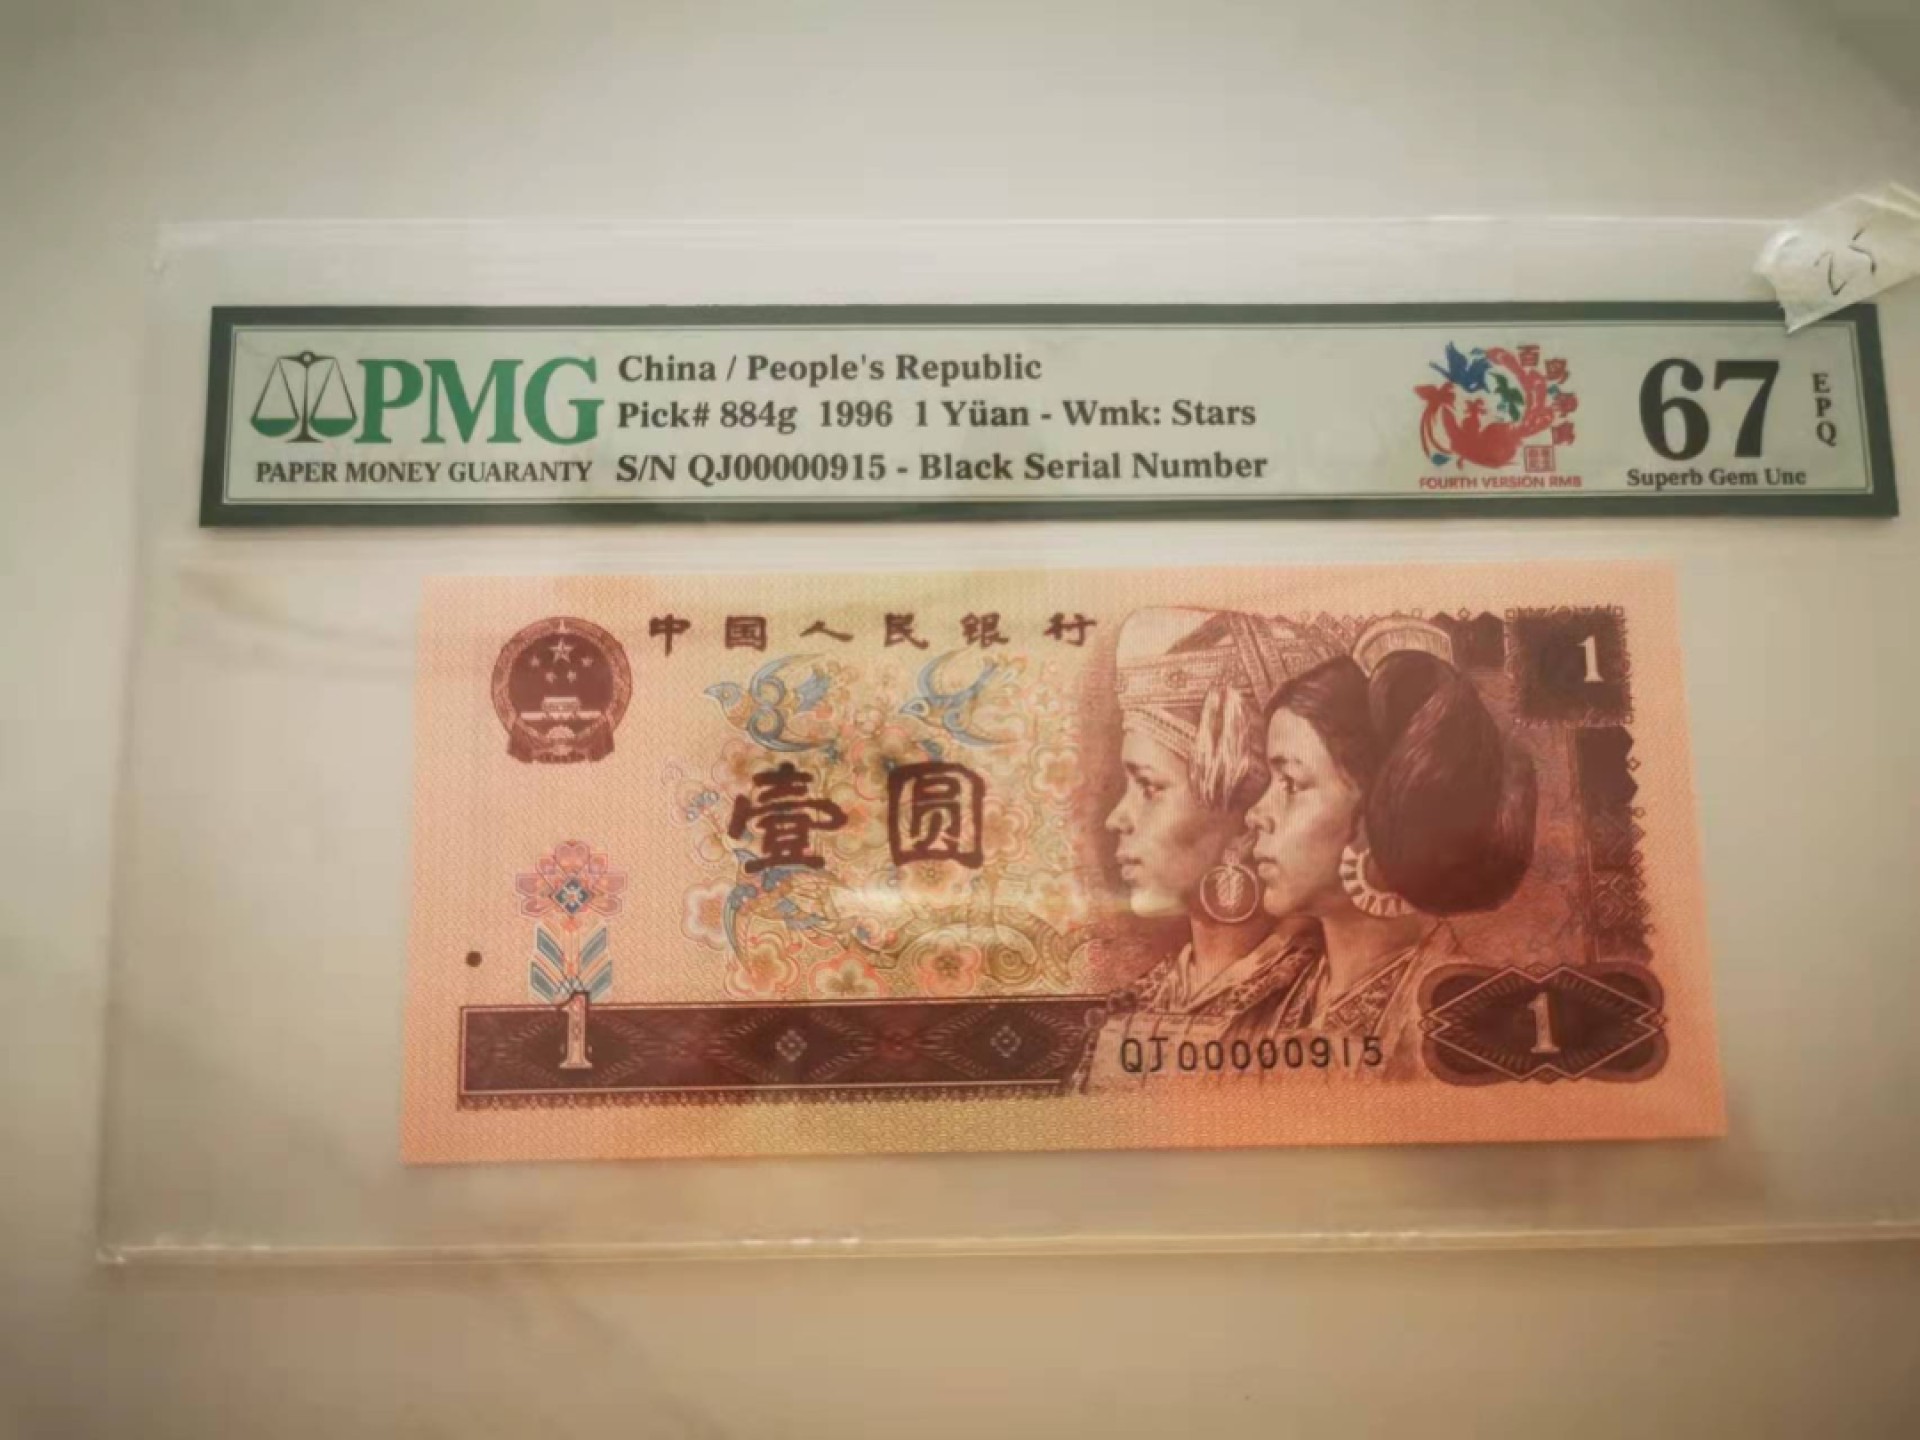 25
PMG
PAPER MONEY GUARANTY
China / People's Republic
Pick# 884g 1996 1 Yüan - Wmk: Stars
S/N QJ00000915 - Black Serial Number
百鸟争鸣
FOURTH VERSION RMB
67
EPQ
Superb Gem Unc
中国人民银行
1
壹圆
1
1
QJ00000915